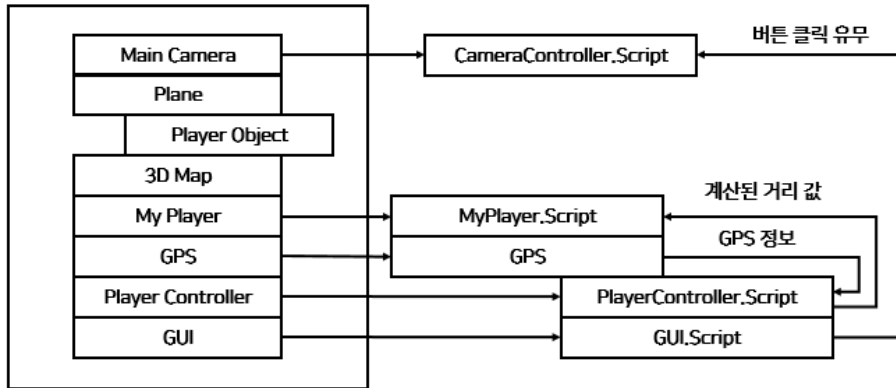 Main Camera
CameraController.Script
버튼 클릭 유무
Plane
Player Object
3D Map
계산된 거리 값
My Player
MyPlayer.Script
GPS 정보
GPS
GPS
Player Controller
PlayerController.Script
GUI
GUI.Script